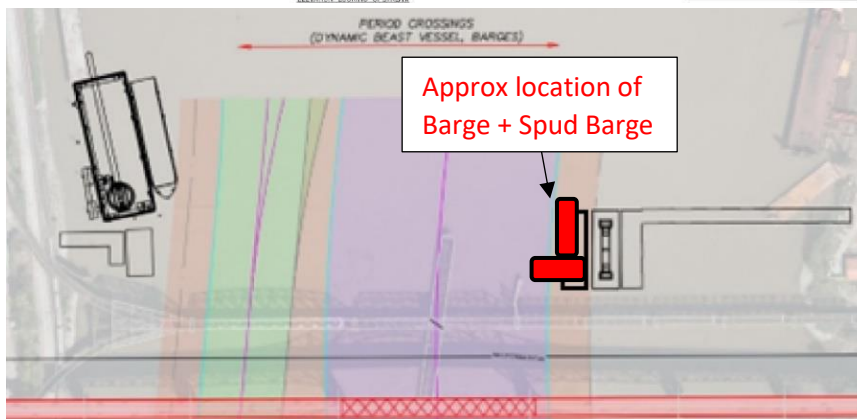 PERIOD CROSSINGS
(DYNAMIC BEAST VESSEL, BARGES)
Approx location of
Barge + Spud Barge